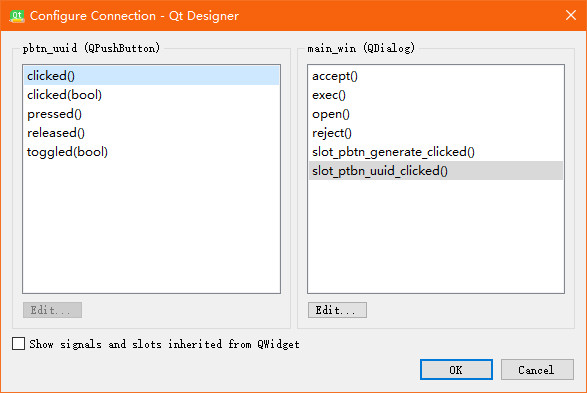 Qt Configure Connection - Qt Designer
pbtn_uuid (QPushButton)
clicked()
clicked(bool)
pressed()
released()
toggled(bool)
Edit...
main_win (QDialog)
accept()
exec()
open()
reject()
slot_pbtn_generate_clicked()
slot_ptbn_uuid_clicked()
Edit...
Show signals and slots inherited from QWidget
OK
Cancel